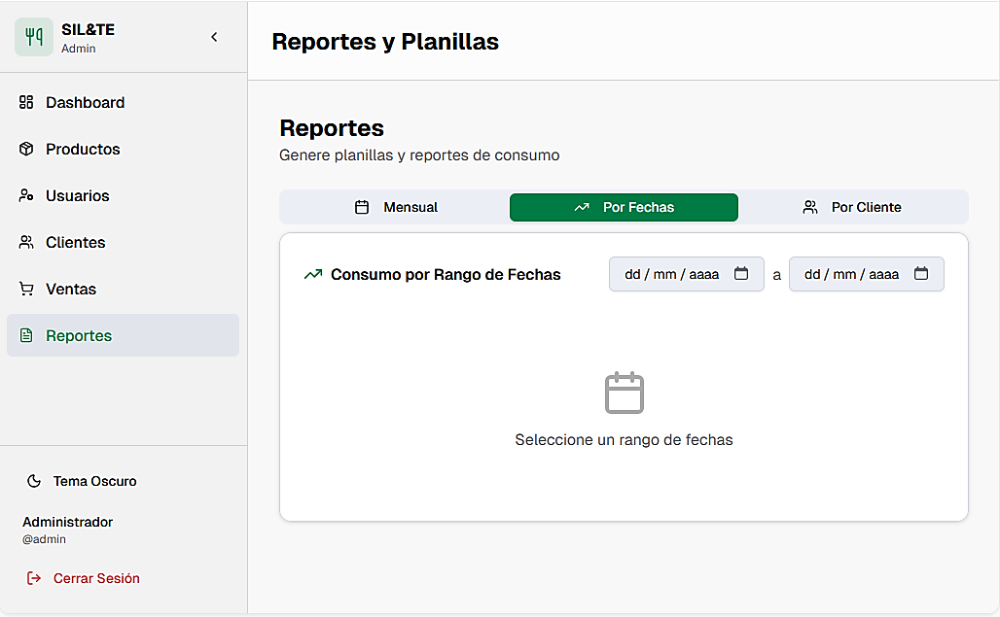 SIL&TE
Admin
Dashboard
Productos
Usuarios
Clientes
Ventas
Reportes
Tema Oscuro
Administrador
@admin
Cerrar Sesión
Reportes y Planillas
Reportes
Genere planillas y reportes de consumo
Mensual
Por Fechas
Por Cliente
Consumo por Rango de Fechas
dd / mm / aaaa a dd / mm / aaaa
Seleccione un rango de fechas